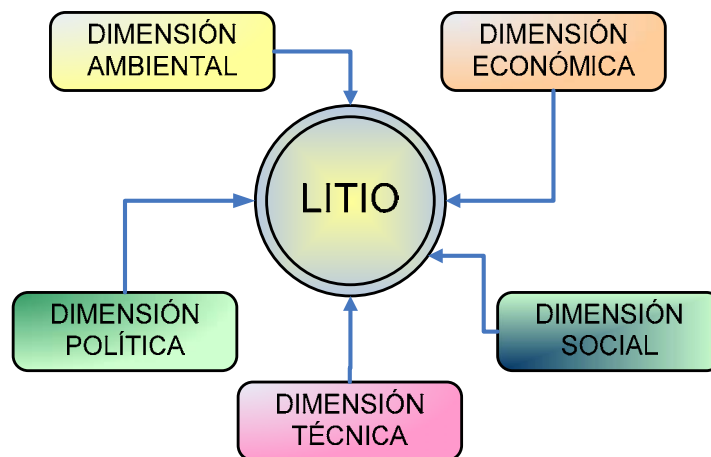 DIMENSIÓN
AMBIENTAL
DIMENSIÓN
ECONÓMICA
LITIO
DIMENSIÓN
POLÍTICA
DIMENSIÓN
SOCIAL
DIMENSIÓN
TÉCNICA